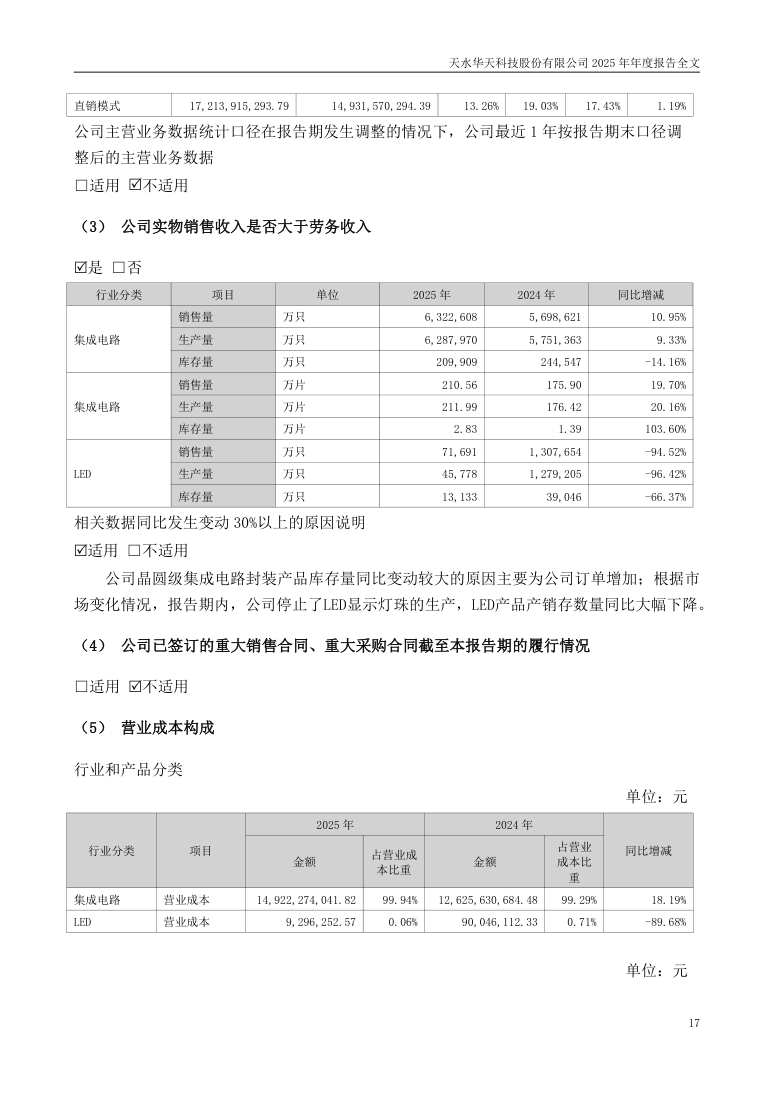 天水华天科技股份有限公司 2025 年年度报告全文
直销模式 17,213,915,293.79 14,931,570,294.39 13.26% 19.03% 17.43% 1.19%
公司主营业务数据统计口径在报告期发生调整的情况下，公司最近 1 年按报告期末口径调
整后的主营业务数据
□适用 ☑不适用
（3） 公司实物销售收入是否大于劳务收入
☑是 □否
行业分类 项目 单位 2025 年 2024 年 同比增减
集成电路 销售量 万只 6,322,608 5,698,621 10.95%
生产量 万只 6,287,970 5,751,363 9.33%
库存量 万只 209,909 244,547 -14.16%
集成电路 销售量 万片 210.56 175.90 19.70%
生产量 万片 211.99 176.42 20.16%
库存量 万片 2.83 1.39 103.60%
LED 销售量 万只 71,691 1,307,654 -94.52%
生产量 万只 45,778 1,279,205 -96.42%
库存量 万只 13,133 39,046 -66.37%
相关数据同比发生变动 30%以上的原因说明
☑适用 □不适用
公司晶圆级集成电路封装产品库存量同比变动较大的原因主要为公司订单增加；根据市
场变化情况，报告期内，公司停止了LED显示灯珠的生产，LED产品产销存数量同比大幅下降。
（4） 公司已签订的重大销售合同、重大采购合同截至本报告期的履行情况
□适用 ☑不适用
（5） 营业成本构成
行业和产品分类
单位：元
行业分类 项目 2025 年 2024 年 同比增减
金额 占营业成本比重 金额 占营业成本比重
集成电路 营业成本 14,922,274,041.82 99.94% 12,625,630,684.48 99.29% 18.19%
LED 营业成本 9,296,252.57 0.06% 90,046,112.33 0.71% -89.68%
单位：元
17